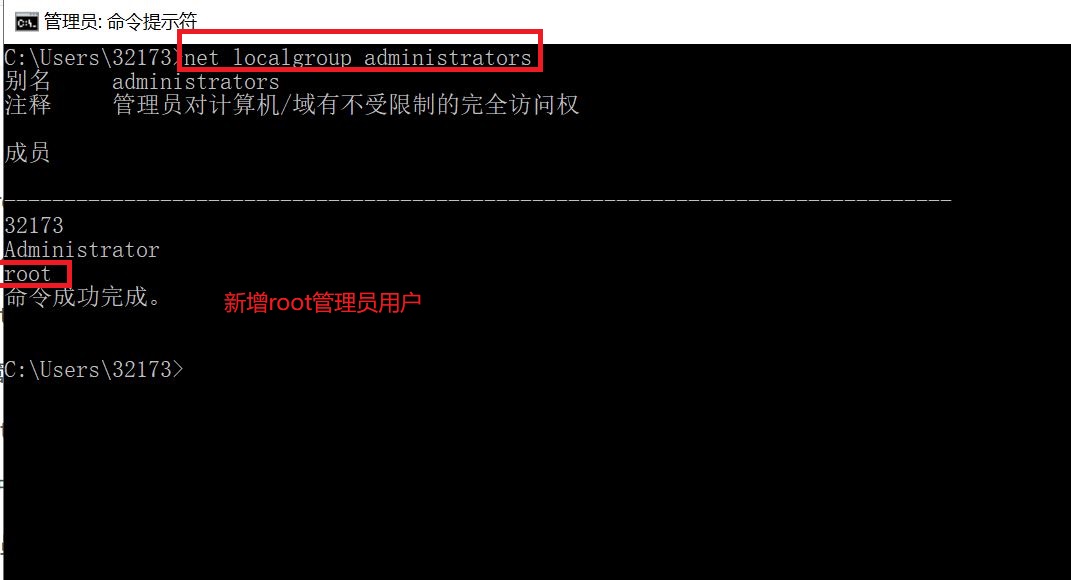 管理员: 命令提示符
C:\Users\32173>net localgroup administrators
别名     administrators
注释     管理员对计算机/域有不受限制的完全访问权
成员
-------------------------------------------------------------------------------
32173
Administrator
root
命令成功完成。
新增root管理员用户
C:\Users\32173>